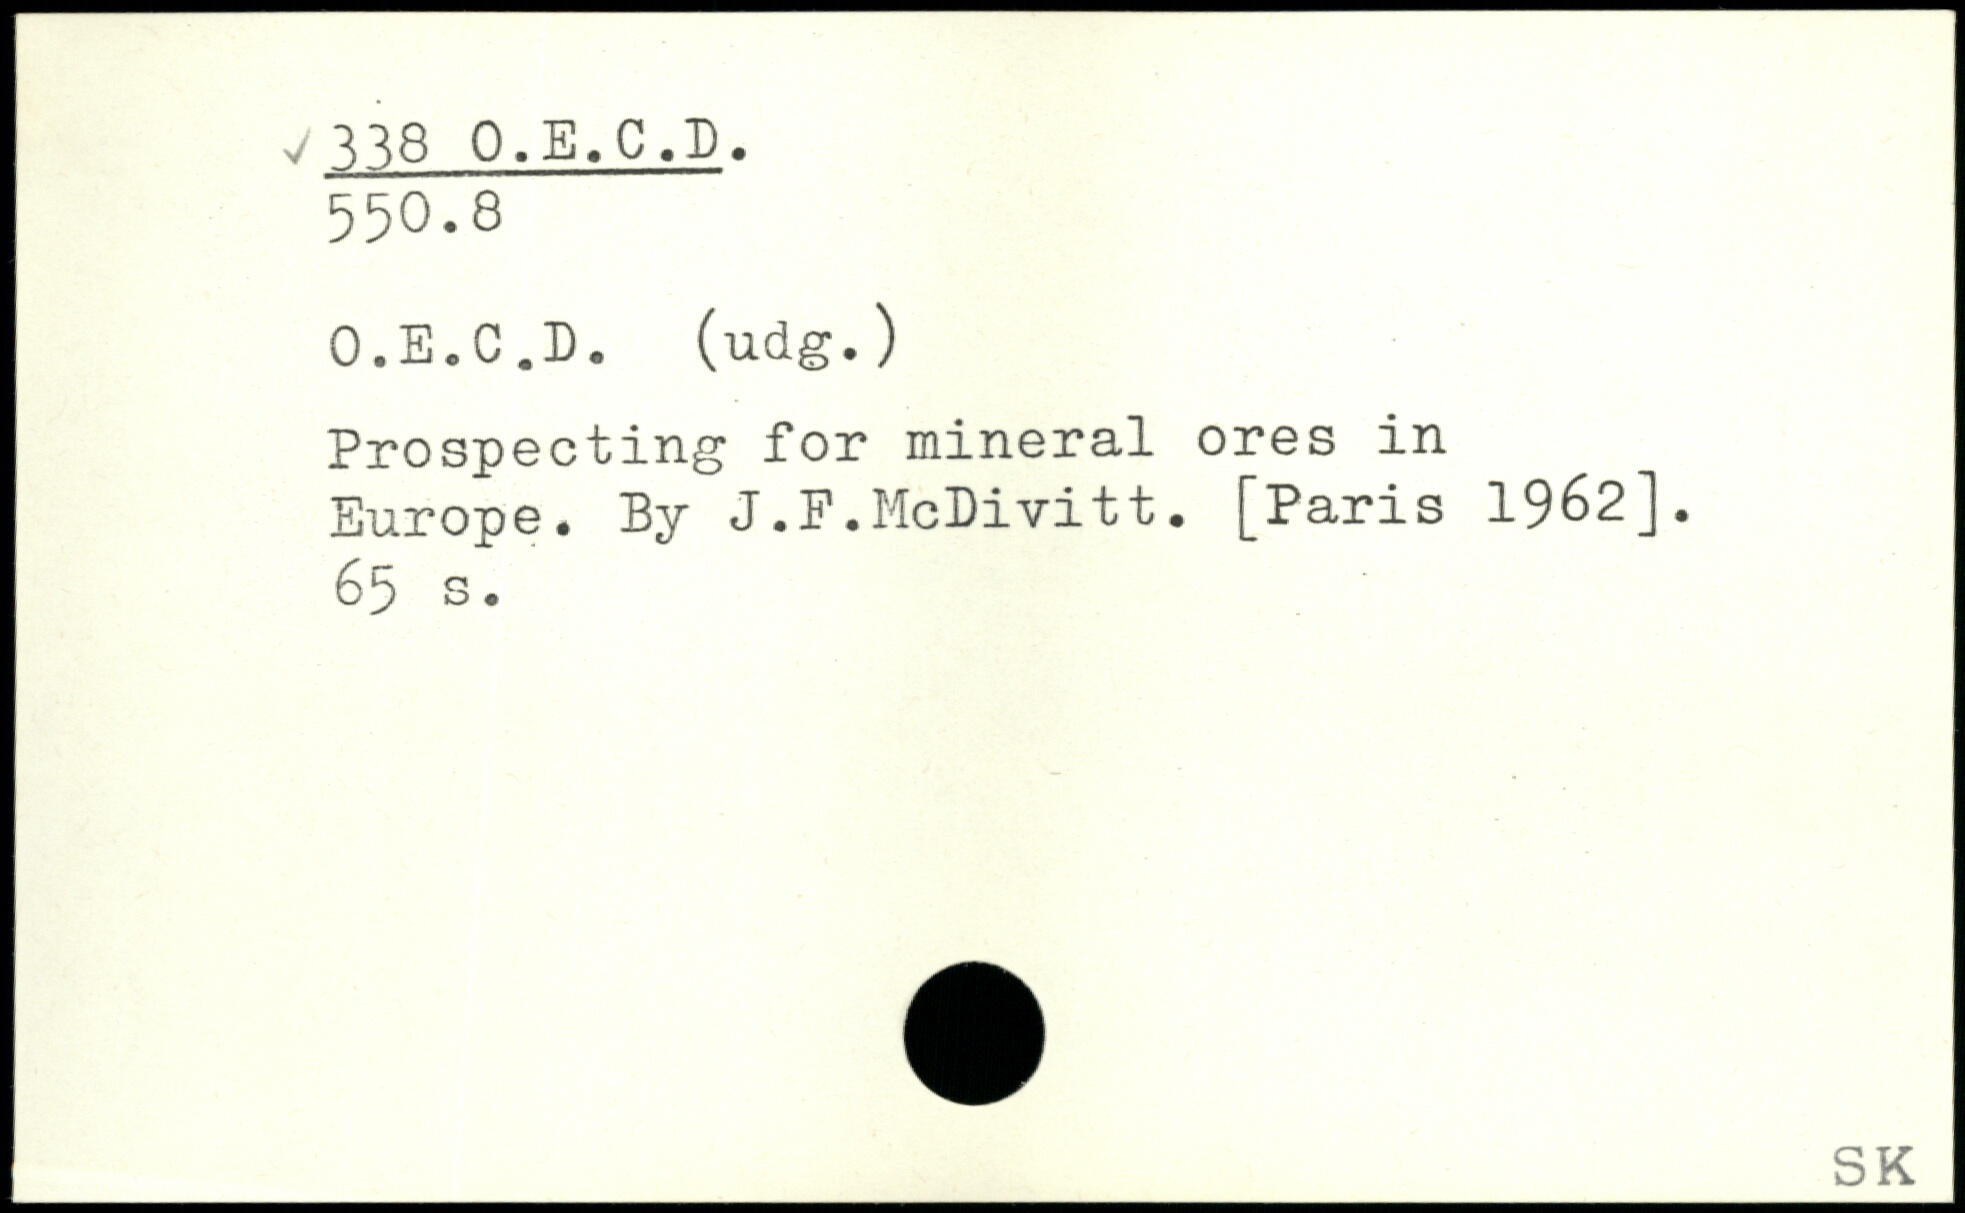 ✓ 338 O.E.C.D.
550.8
O.E.C.D. (udg.)
Prospecting for mineral ores in
Europe. By J.F.McDivitt. [Paris 1962].
65 s.
SK